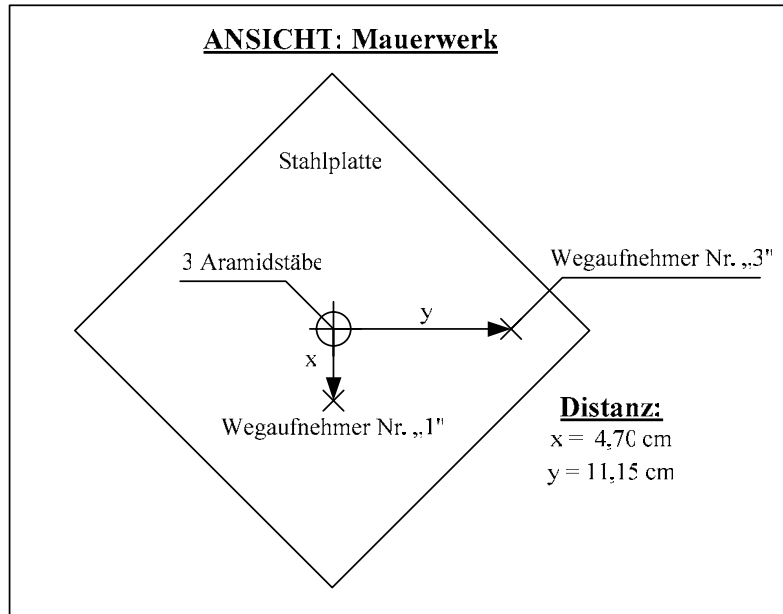 ANSICHT: Mauerwerk
Stahlplatte
3 Aramidstäbe
Wegaufnehmer Nr. „3"
y
x
Wegaufnehmer Nr. „1"
Distanz:
x = 4,70 cm
y = 11,15 cm